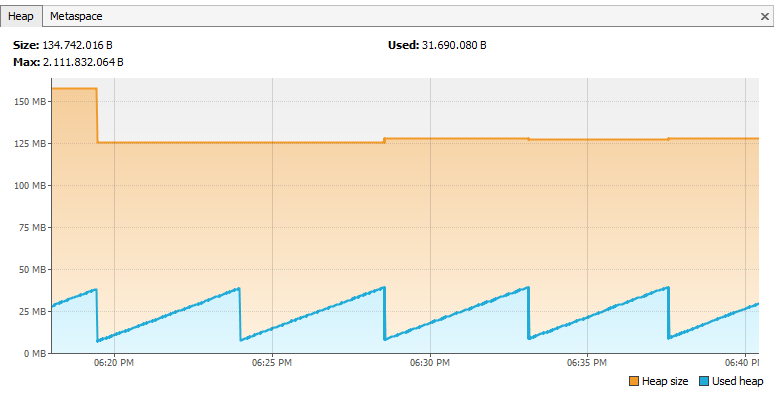 Heap Metaspace
Size: 134.742.016 B Used: 31.690.080 B
Max: 2.111.832.064 B
150 MB
125 MB
100 MB
75 MB
50 MB
25 MB
0 MB
06:20 PM 06:25 PM 06:30 PM 06:35 PM 06:40 PM
Heap size Used heap